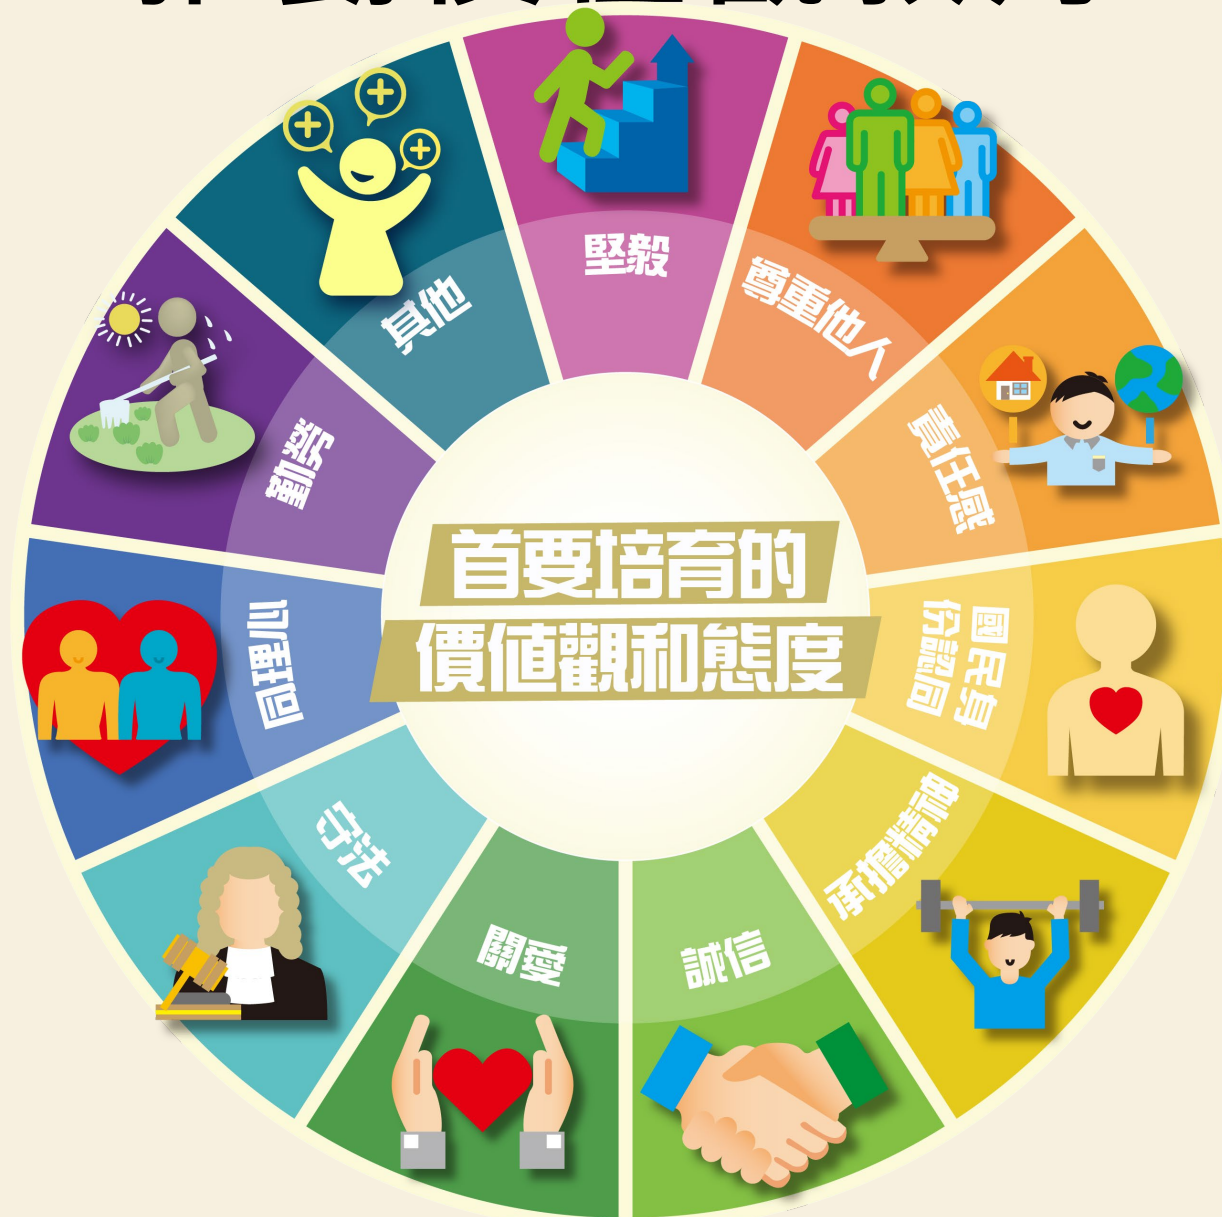 首要培育的
價值觀和態度
堅毅
尊重他人
責任感
國民身
份認同
承擔精神
誠信
關愛
守法
同理心
勤勞
其他